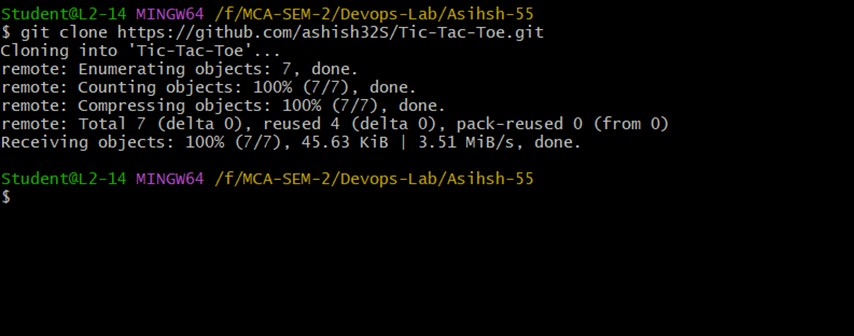 Student@L2-14 MINGW64 /f/MCA-SEM-2/Devops-Lab/Asihsh-55
$ git clone https://github.com/ashish32S/Tic-Tac-Toe.git
Cloning into 'Tic-Tac-Toe'...
remote: Enumerating objects: 7, done.
remote: Counting objects: 100% (7/7), done.
remote: Compressing objects: 100% (7/7), done.
remote: Total 7 (delta 0), reused 4 (delta 0), pack-reused 0 (from 0)
Receiving objects: 100% (7/7), 45.63 KiB | 3.51 MiB/s, done.
Student@L2-14 MINGW64 /f/MCA-SEM-2/Devops-Lab/Asihsh-55
$